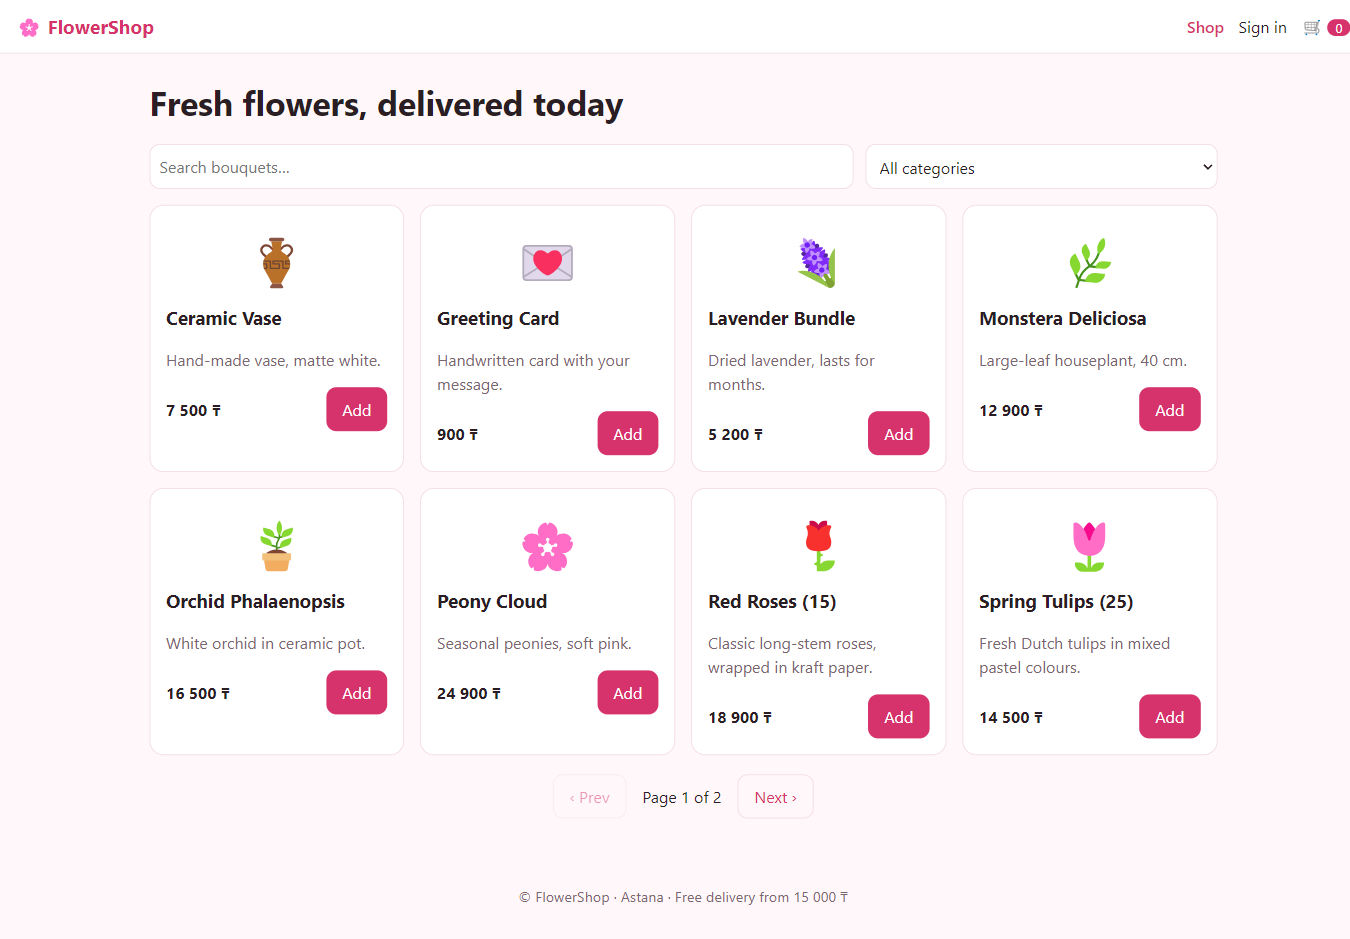 FlowerShop
Shop Sign in 0
Fresh flowers, delivered today
Search bouquets...
All categories
Ceramic Vase
Hand-made vase, matte white.
7 500 ₸
Add
Greeting Card
Handwritten card with your
message.
900 ₸
Add
Lavender Bundle
Dried lavender, lasts for
months.
5 200 ₸
Add
Monstera Deliciosa
Large-leaf houseplant, 40 cm.
12 900 ₸
Add
Orchid Phalaenopsis
White orchid in ceramic pot.
16 500 ₸
Add
Peony Cloud
Seasonal peonies, soft pink.
24 900 ₸
Add
Red Roses (15)
Classic long-stem roses,
wrapped in kraft paper.
18 900 ₸
Add
Spring Tulips (25)
Fresh Dutch tulips in mixed
pastel colours.
14 500 ₸
Add
‹ Prev Page 1 of 2 Next ›
© FlowerShop · Astana · Free delivery from 15 000 ₸